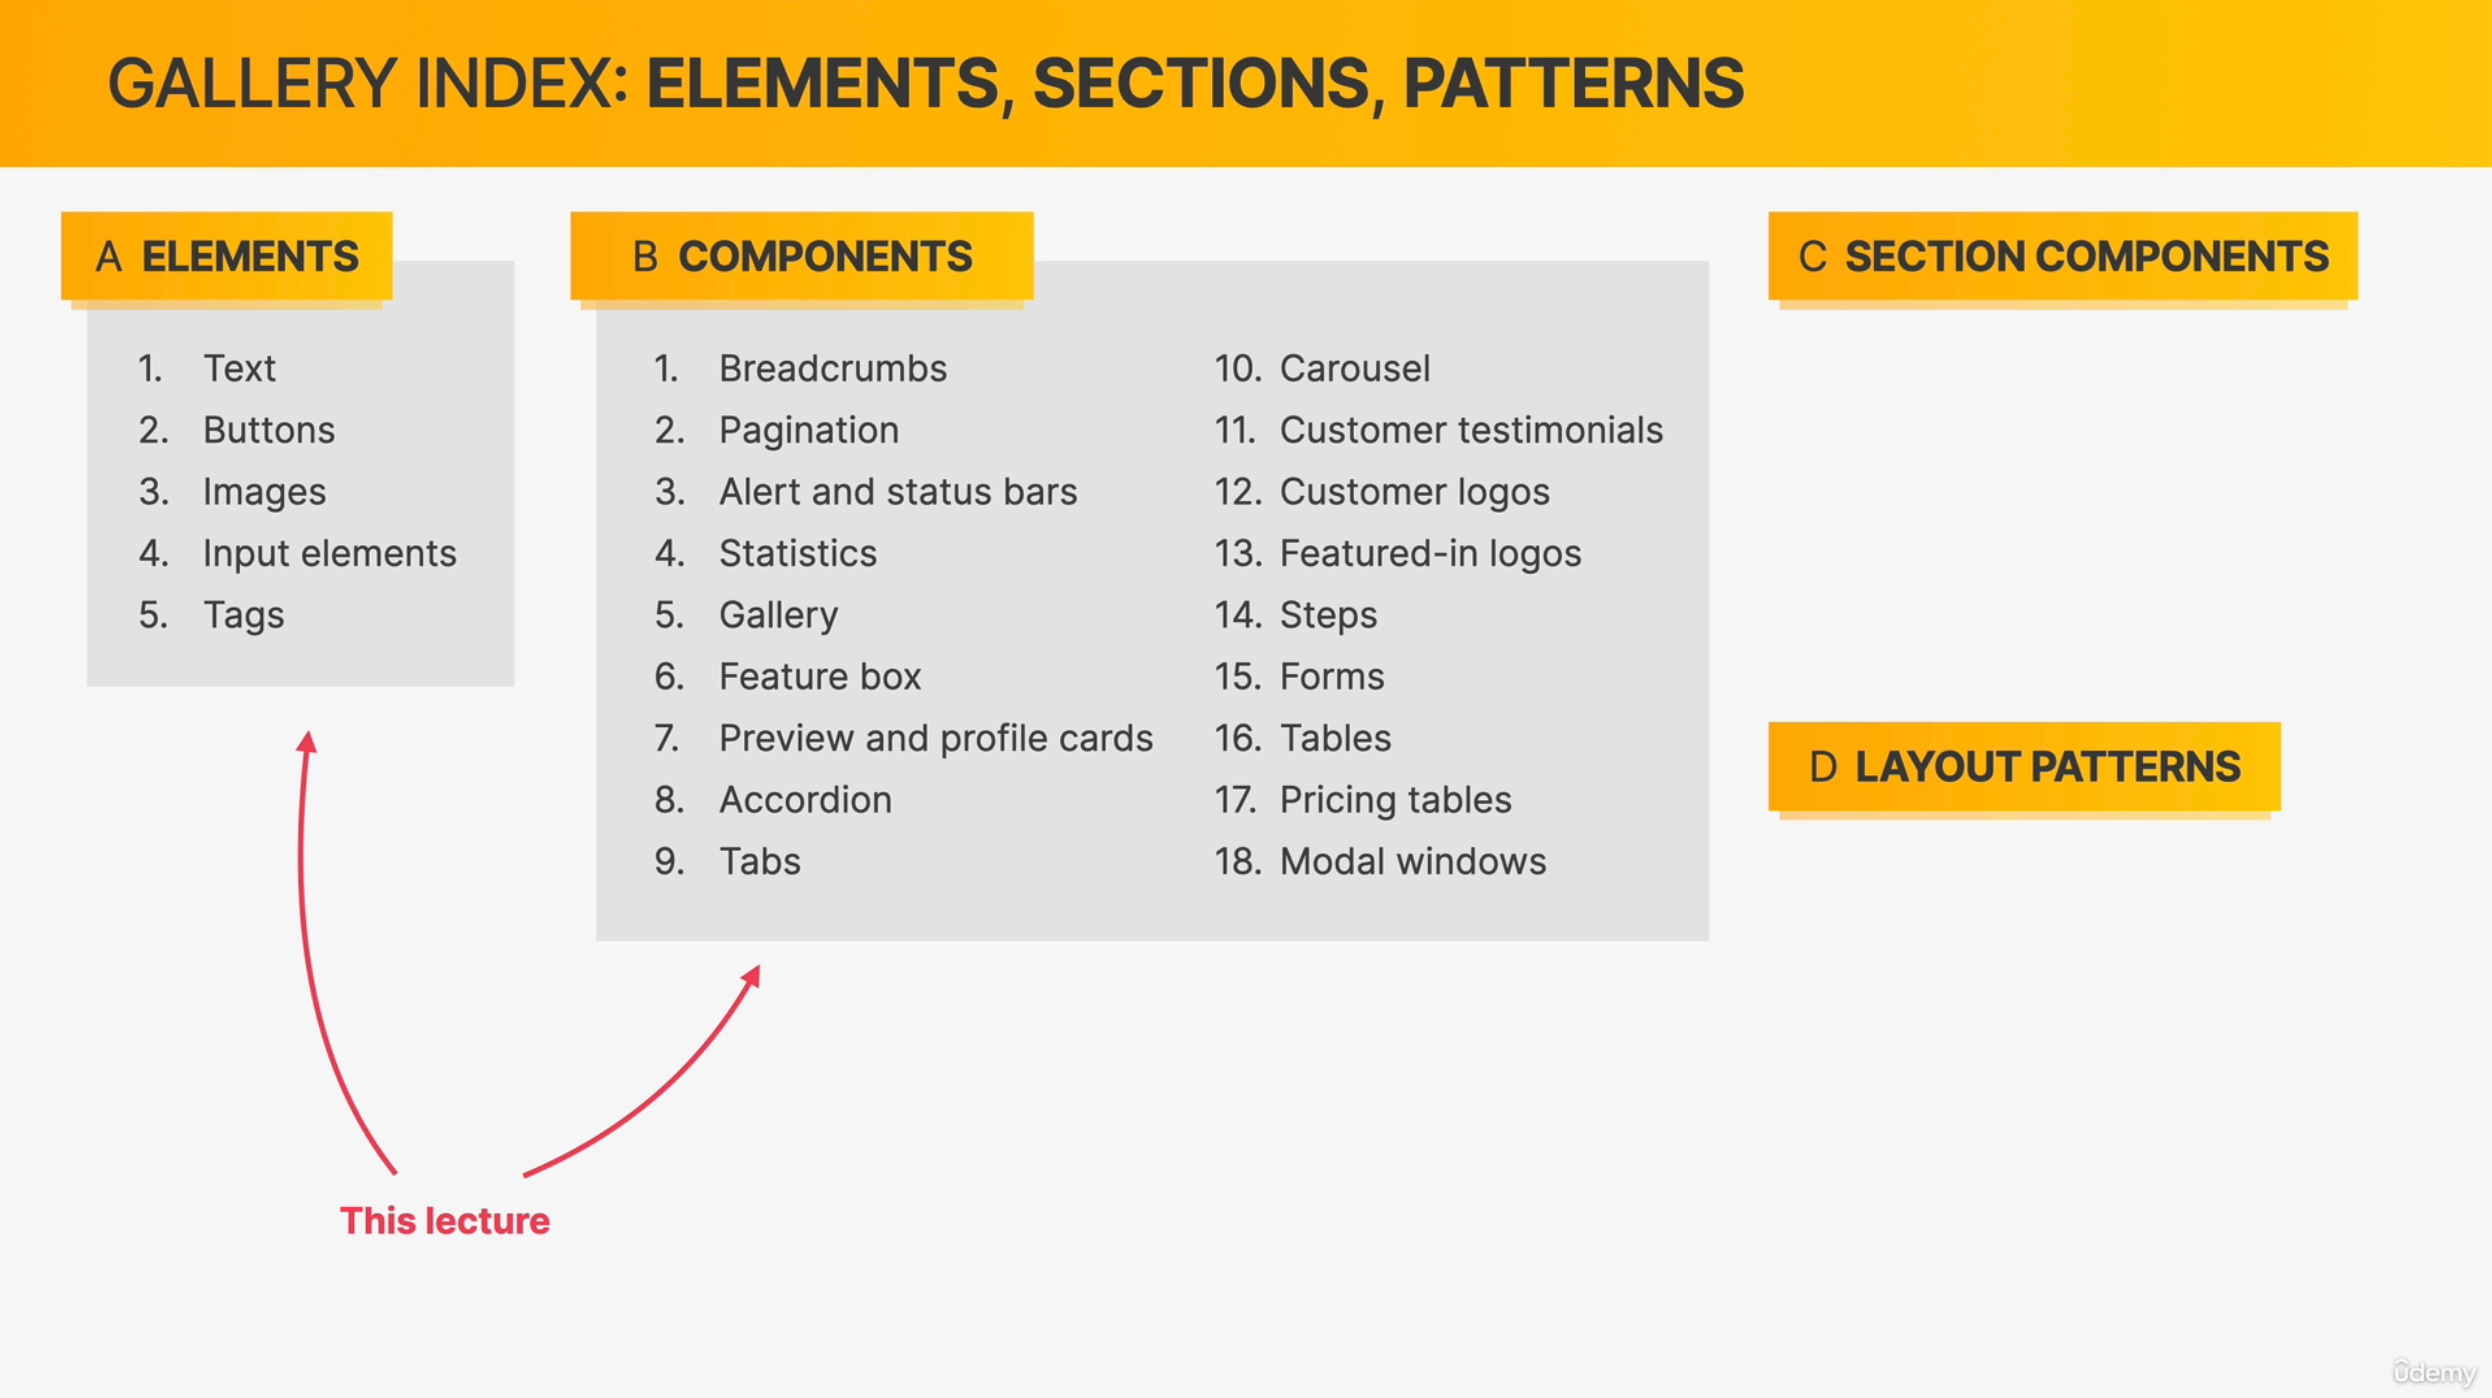 GALLERY INDEX: ELEMENTS, SECTIONS, PATTERNS
A ELEMENTS
1. Text
2. Buttons
3. Images
4. Input elements
5. Tags
B COMPONENTS
1. Breadcrumbs
2. Pagination
3. Alert and status bars
4. Statistics
5. Gallery
6. Feature box
7. Preview and profile cards
8. Accordion
9. Tabs
10. Carousel
11. Customer testimonials
12. Customer logos
13. Featured-in logos
14. Steps
15. Forms
16. Tables
17. Pricing tables
18. Modal windows
C SECTION COMPONENTS
D LAYOUT PATTERNS
This lecture
udemy